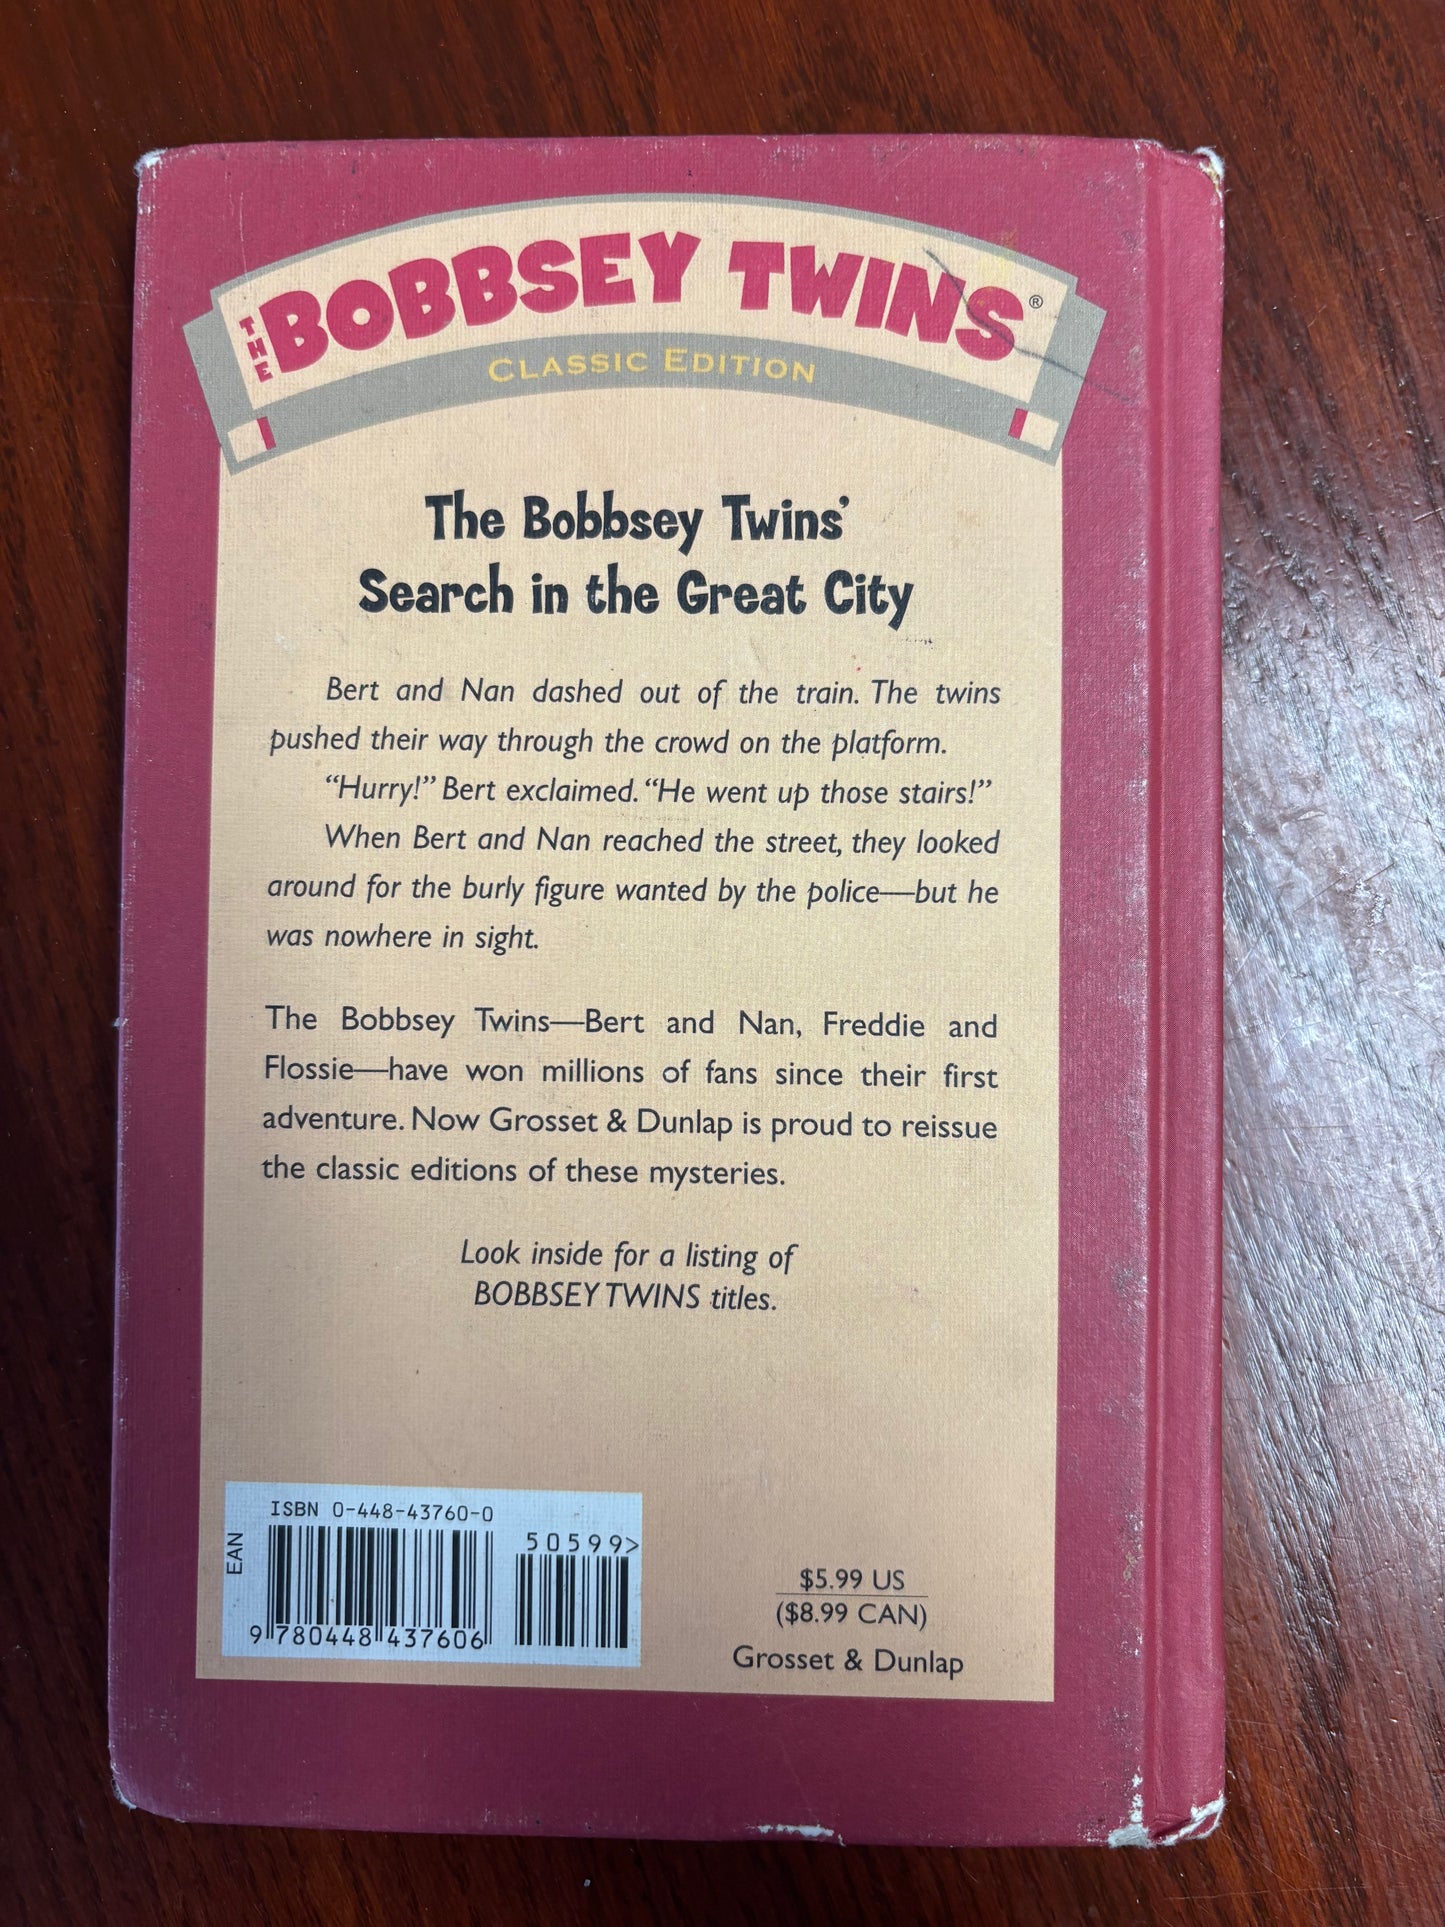 THE BOBBSEY TWINS®
CLASSIC EDITION
The Bobbsey Twins’
Search in the Great City
Bert and Nan dashed out of the train. The twins
pushed their way through the crowd on the platform.
“Hurry!” Bert exclaimed. “He went up those stairs!”
When Bert and Nan reached the street, they looked
around for the burly figure wanted by the police—but he
was nowhere in sight.
The Bobbsey Twins—Bert and Nan, Freddie and
Flossie—have won millions of fans since their first
adventure. Now Grosset & Dunlap is proud to reissue
the classic editions of these mysteries.
Look inside for a listing of
BOBBSEY TWINS titles.
ISBN 0-448-43760-0
50599>
EAN
9 780448 437606
$5.99 US
($8.99 CAN)
Grosset & Dunlap